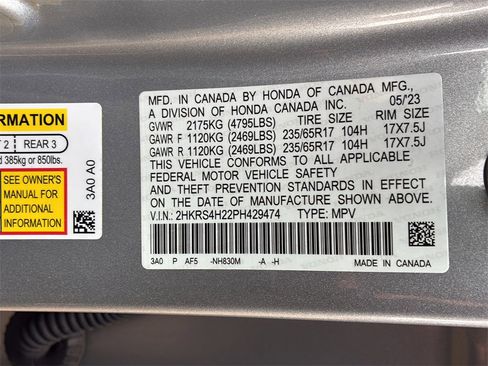 ORMATION
T 2 REAR 3
d 385kg or 850lbs.
SEE OWNER'S
MANUAL FOR
ADDITIONAL
INFORMATION
3A0 A0
MFD. IN CANADA BY HONDA OF CANADA MFG.,
A DIVISION OF HONDA CANADA INC. 05/23
GVWR 2175KG (4795LBS) TIRE SIZE RIM SIZE
GAWR F 1120KG (2469LBS) 235/65R17 104H 17X7.5J
GAWR R 1120KG (2469LBS) 235/65R17 104H 17X7.5J
THIS VEHICLE CONFORMS TO ALL APPLICABLE
FEDERAL MOTOR VEHICLE SAFETY
AND THEFT PREVENTION STANDARDS IN EFFECT
ON THE DATE OF MANUFACTURE SHOWN ABOVE.
V.I.N.: 2HKRS4H22PH429474 TYPE: MPV
3A0 P AF5 -NH830M -A -H MADE IN CANADA